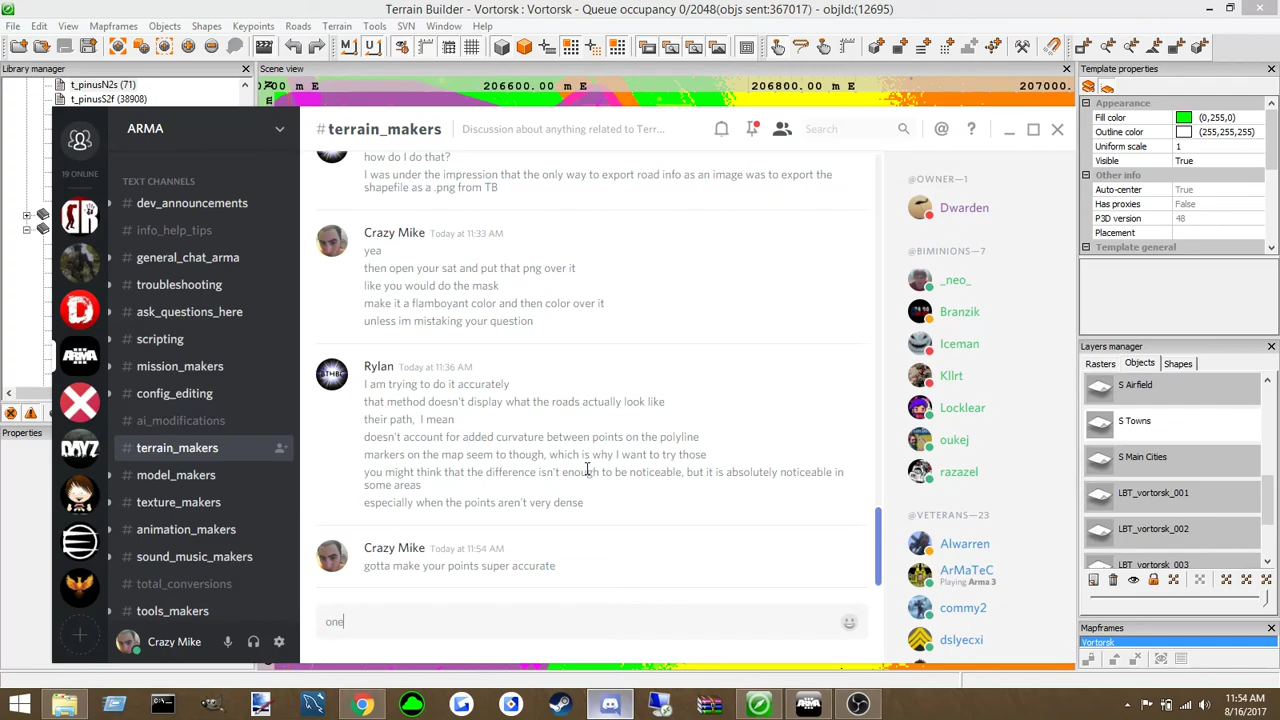 Terrain Builder - Vortorsk : Vortorsk - Queue occupancy 0/2048(objs sent:367017) - objId:(12695)
File Edit View Mapframes Objects Shapes Keypoints Roads Terrain Tools SVN Window Help
Library manager
t_pinusN2s (71)
t_pinusS2f (38908)
Scene view
00 m E 206600.00 m E 206800.00 m E 207000.
ARMA
19 ONLINE
TEXT CHANNELS
# dev_announcements
# info_help_tips
# general_chat_arma
# troubleshooting
# ask_questions_here
# scripting
# mission_makers
# config_editing
# ai_modifications
# terrain_makers
# model_makers
# texture_makers
# animation_makers
# sound_music_makers
# total_conversions
# tools_makers
Crazy Mike
ARMA
DAYZ
Properties
#terrain_makers
Discussion about anything related to Terr...
Search
how do I do that?
I was under the impression that the only way to export road info as an image was to export the
shapefile as a .png from TB
Crazy Mike Today at 11:33 AM
yea
then open your sat and put that png over it
like you would do the mask
make it a flamboyant color and then color over it
unless im mistaking your question
Rylan Today at 11:36 AM
I am trying to do it accurately
that method doesn't display what the roads actually look like
their path, I mean
doesn't account for added curvature between points on the polyline
markers on the map seem to though, which is why I want to try those
you might think that the difference isn't enough to be noticeable, but it is absolutely noticeable in
some areas
especially when the points aren't very dense
Crazy Mike Today at 11:54 AM
gotta make your points super accurate
one
@OWNER—1
Dwarden
@BIMINIONS—7
_neo_
Branzik
Iceman
Kllrt
Locklear
oukej
razazel
@VETERANS—23
Alwarren
ArMaTeC
Playing Arma 3
commy2
dslyecxi
Template properties
Appearance
Fill color (0,255,0)
Outline color (255,255,255)
Uniform scale 1
Visible True
Other info
Auto-center True
Has proxies False
P3D version 48
Placement
Template general
Layers manager
Rasters Objects Shapes
S Airfield
S Towns
S Main Cities
LBT_vortorsk_001
LBT_vortorsk_002
LBT_vortorsk_003
Mapframes
Vortorsk
11:54 AM
8/16/2017